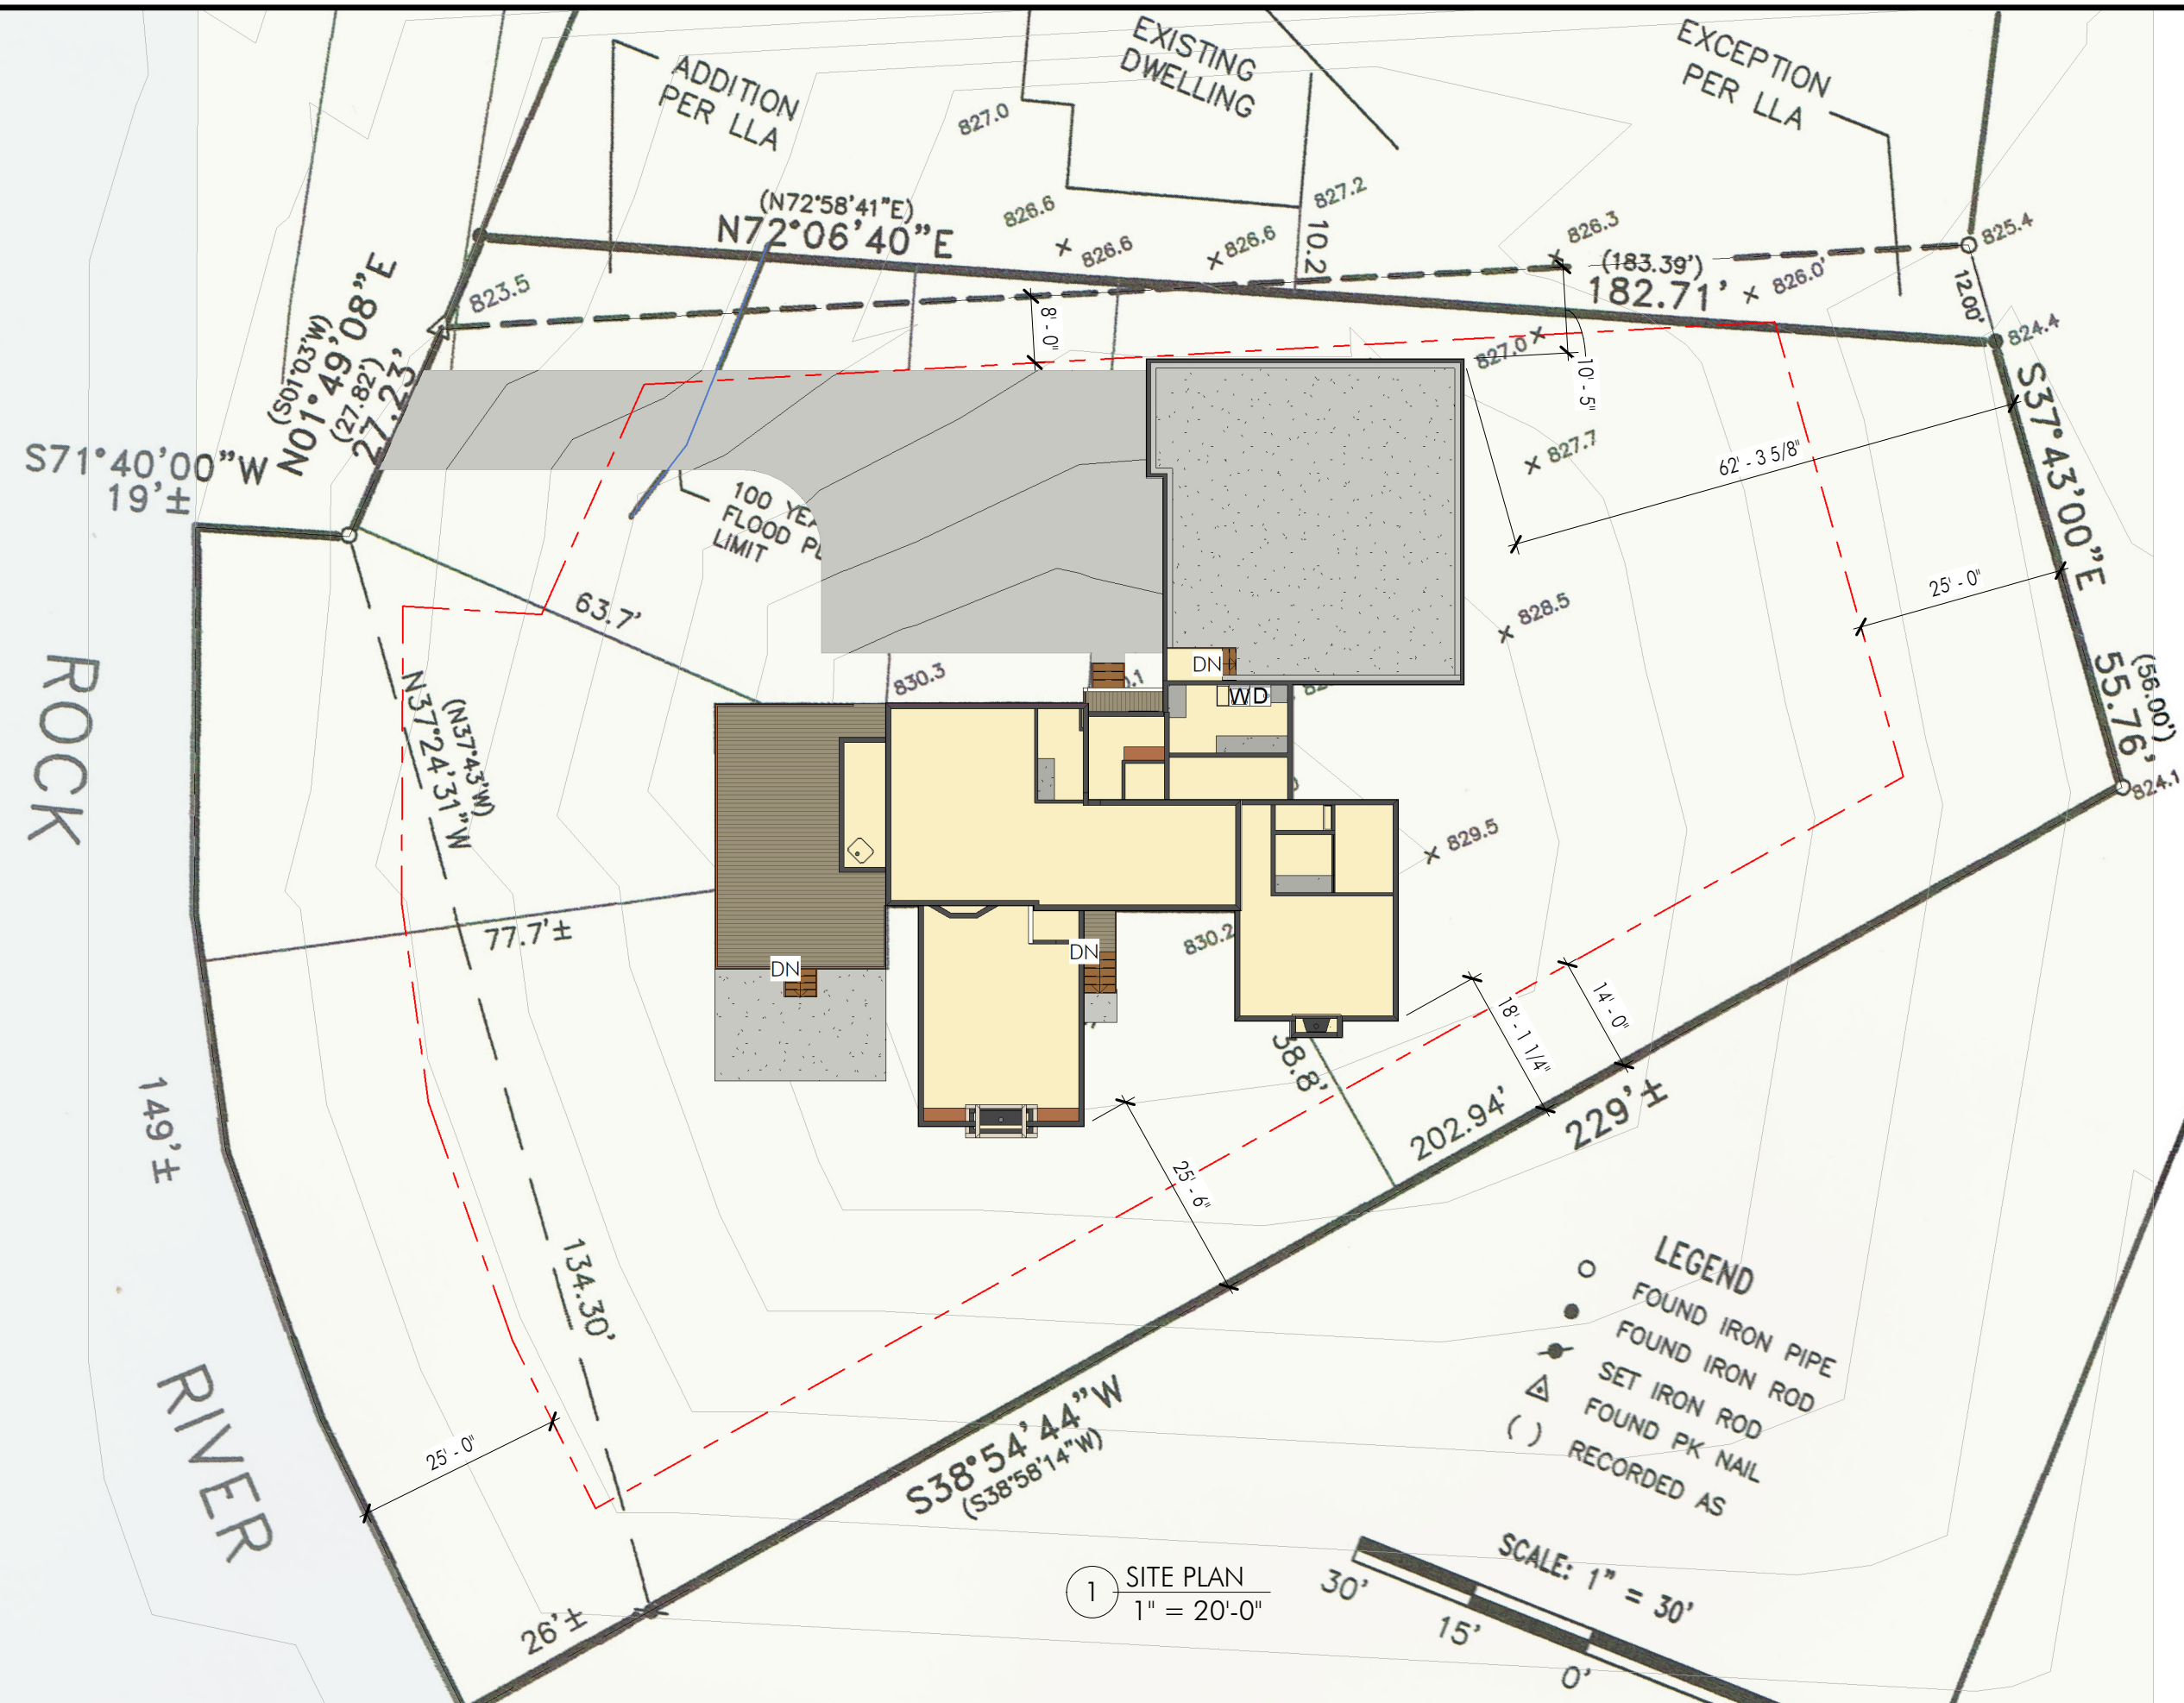 EXISTING
DWELLING
EXCEPTION
PER LLA
ADDITION
PER LLA
827.0
827.2
826.6
826.6
826.6
826.3
825.4
(N72°58'41"E)
N72°06'40"E
10.2
(183.39')
182.71'
826.0'
12.00'
824.4
823.5
8' - 0"
827.0
10' - 5"
(S01°03'W)
N01°49'08"E
(27.82')
27.23'
S71°40'00"W
19'±
S37°43'00"E
62' - 3 5/8"
827.7
100
FLOOD
LIMIT
25' - 0"
63.7'
828.5
55.76'
(56.00')
824.1
DN
830.3
WD
ROCK
(N37°43'W)
N37°24'31"W
829.5
77.7'±
DN
DN
830.2
14' - 0"
18' - 1 1/4"
38.8'
149'±
202.94'
229'±
25' - 6"
134.30'
LEGEND
FOUND IRON PIPE
FOUND IRON ROD
SET IRON ROD
FOUND PK NAIL
( ) RECORDED AS
RIVER
25' - 0"
S38°54'44"W
(S38°58'14"W)
26'±
1
SITE PLAN
1" = 20'-0"
SCALE: 1" = 30'
30'
15'
0'